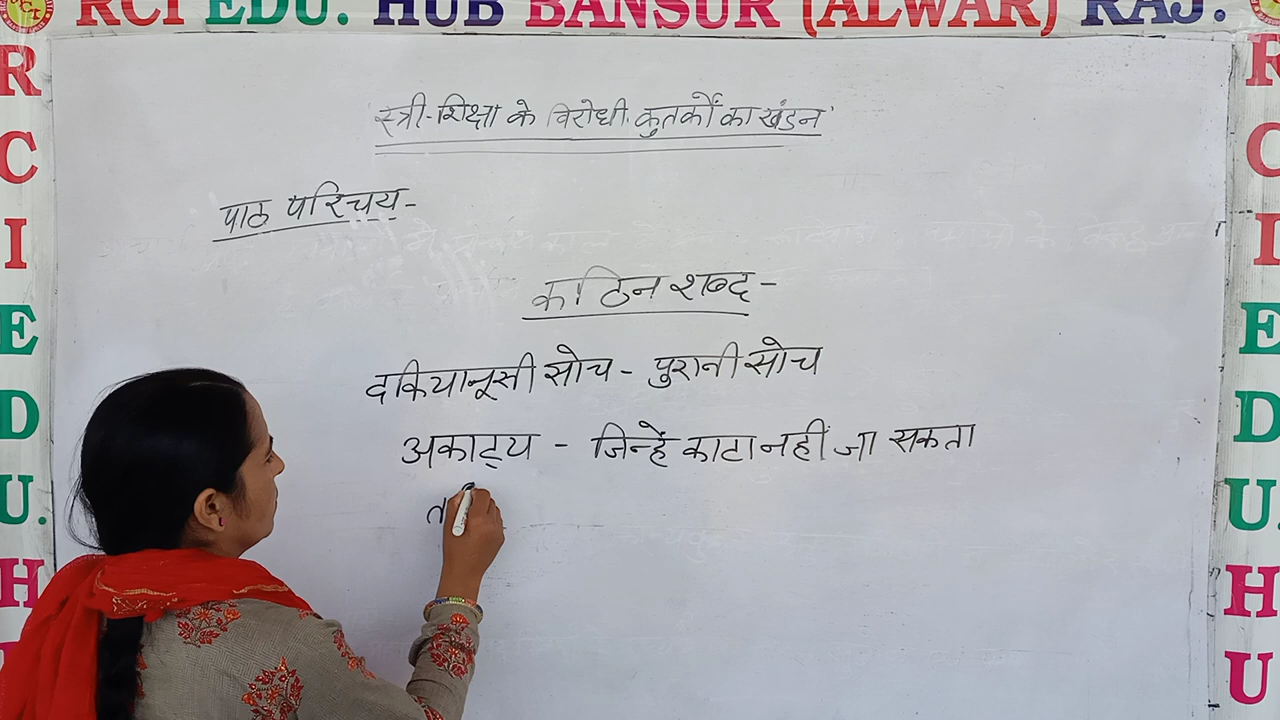 RCI EDU. HUB BANSUR (ALWAR) RAJ.
स्त्री-शिक्षा के विरोधी कुतर्कों का खंडन
पाठ परिचय-
कठिन शब्द-
दकियानूसी सोच - पुरानी सोच
अकाट्य - जिन्हें काटा नहीं जा सकता
त
R
C
I
E
D
U.
H
R
C
I
E
D
U.
H
U